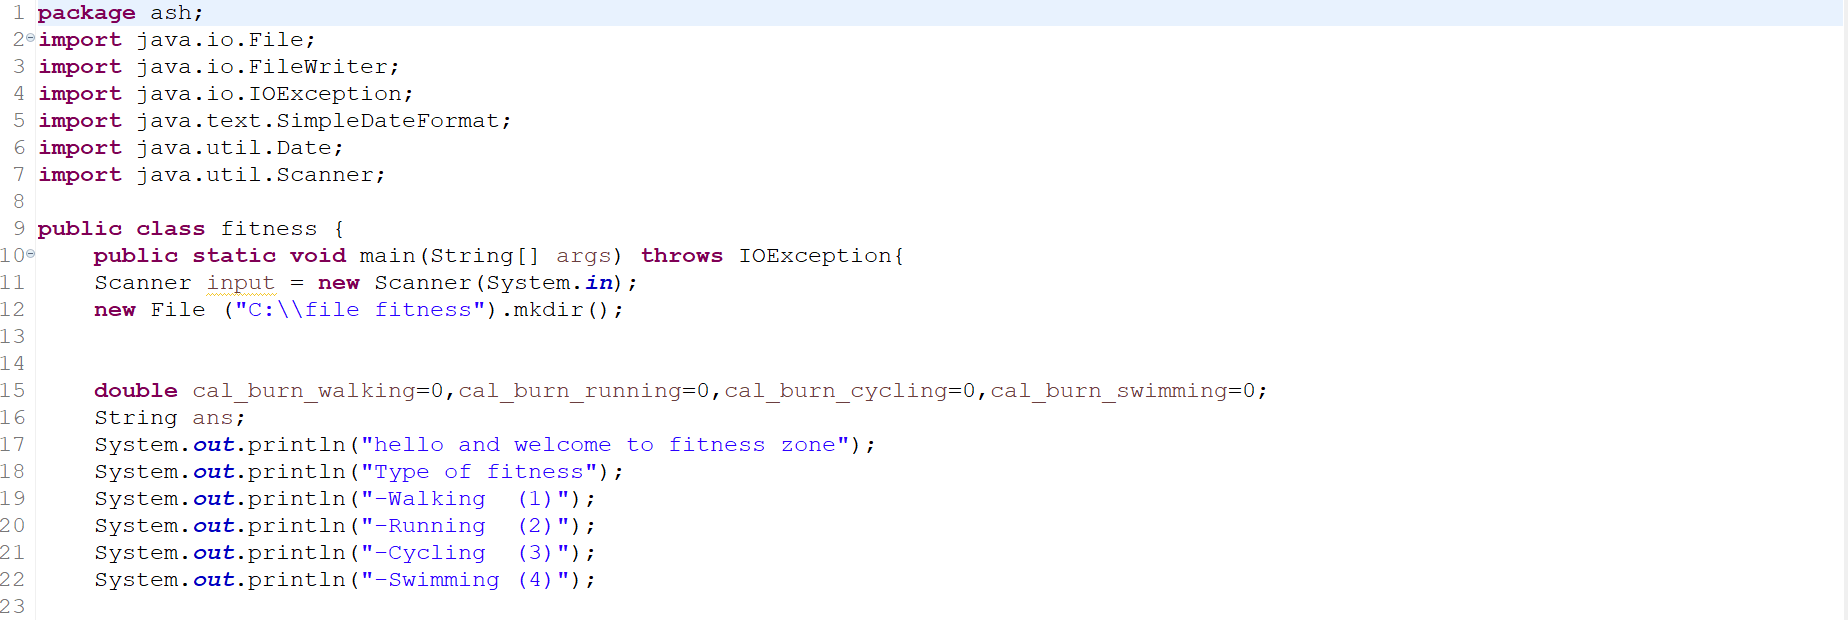 1 package ash;
2 import java.io.File;
3 import java.io.FileWriter;
4 import java.io.IOException;
5 import java.text.SimpleDateFormat;
6 import java.util.Date;
7 import java.util.Scanner;
8
9 public class fitness {
10 public static void main(String[] args) throws IOException{
11 Scanner input = new Scanner(System.in);
12 new File ("C:\\file fitness").mkdir();
13
14
15 double cal_burn_walking=0,cal_burn_running=0,cal_burn_cycling=0,cal_burn_swimming=0;
16 String ans;
17 System.out.println("hello and welcome to fitness zone");
18 System.out.println("Type of fitness");
19 System.out.println("-Walking  (1)");
20 System.out.println("-Running  (2)");
21 System.out.println("-Cycling  (3)");
22 System.out.println("-Swimming (4)");
23